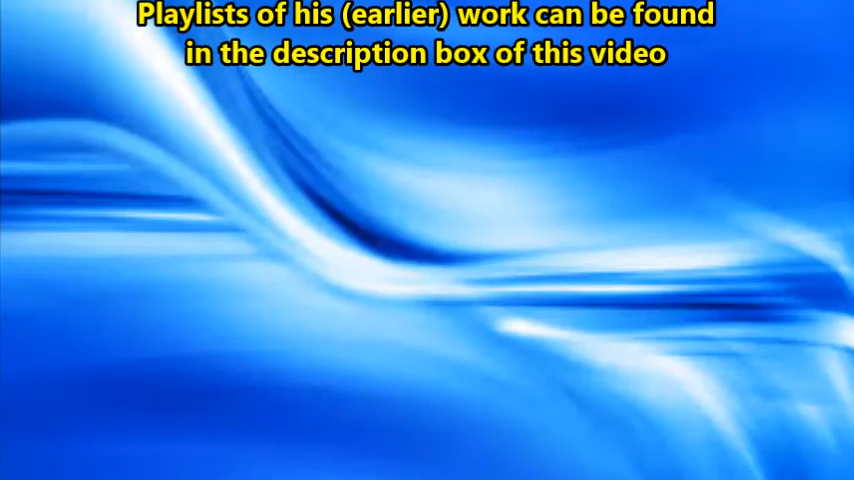 Playlists of his (earlier) work can be found
in the description box of this video